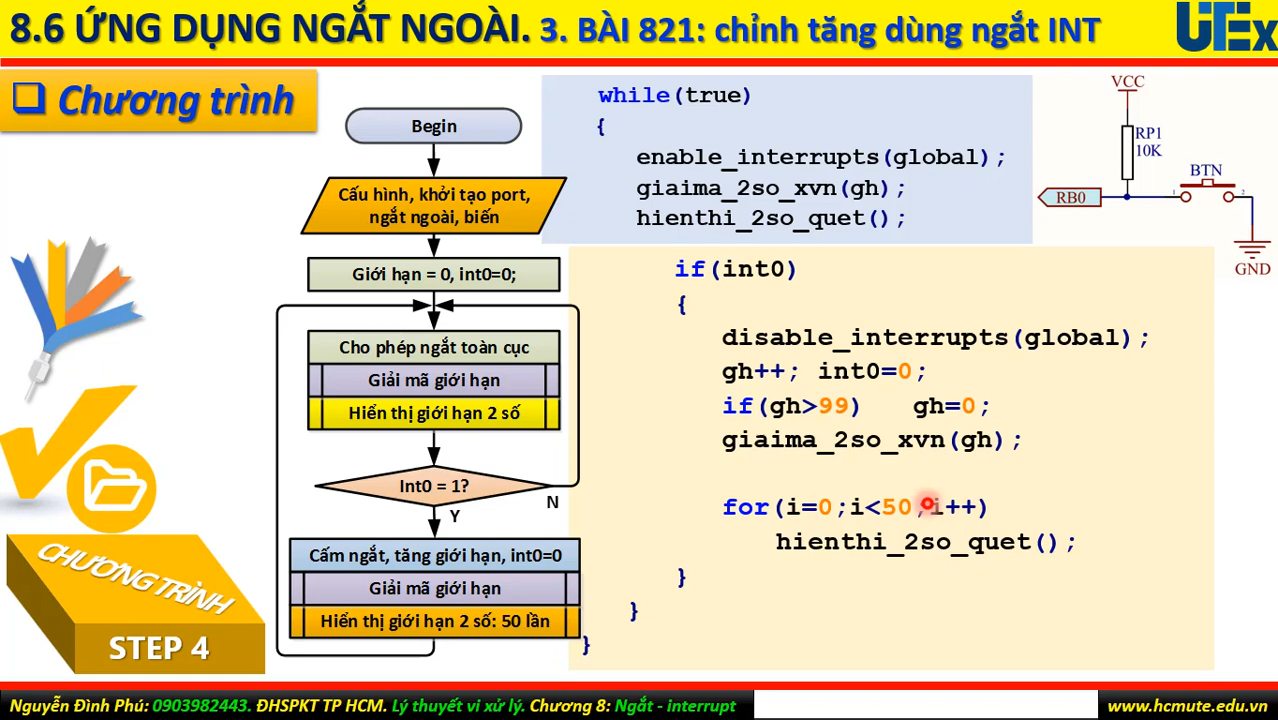 8.6 ỨNG DỤNG NGẮT NGOÀI. 3. BÀI 821: chỉnh tăng dùng ngắt INT
UTEx
Chương trình
Begin
Cấu hình, khởi tạo port,
ngắt ngoài, biến
Giới hạn = 0, int0=0;
Cho phép ngắt toàn cục
Giải mã giới hạn
Hiển thị giới hạn 2 số
Int0 = 1?
N
Y
Cấm ngắt, tăng giới hạn, int0=0
Giải mã giới hạn
Hiển thị giới hạn 2 số: 50 lần
while(true)
{
enable_interrupts(global);
giaima_2so_xvn(gh);
hienthi_2so_quet();
if(int0)
{
disable_interrupts(global);
gh++; int0=0;
if(gh>99) gh=0;
giaima_2so_xvn(gh);
for(i=0;i<50;i++)
hienthi_2so_quet();
}
}
}
VCC
RP1
10K
BTN
RB0
1
2
GND
CHƯƠNG TRÌNH
STEP 4
Nguyễn Đình Phú: 0903982443. ĐHSPKT TP HCM. Lý thuyết vi xử lý. Chương 8: Ngắt - interrupt
www.hcmute.edu.vn